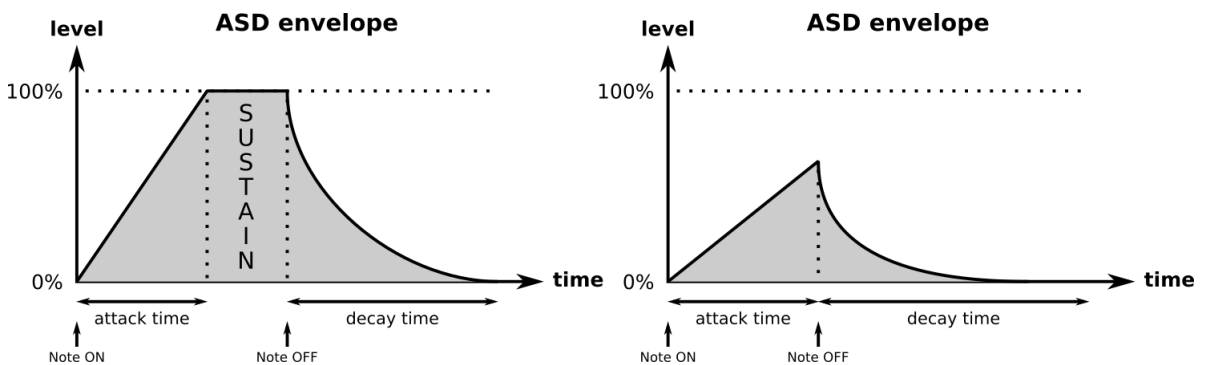 ASD envelope
level
100%
S
U
S
T
A
I
N
0%
time
attack time
decay time
Note ON
Note OFF
ASD envelope
level
100%
0%
time
attack time
decay time
Note ON
Note OFF